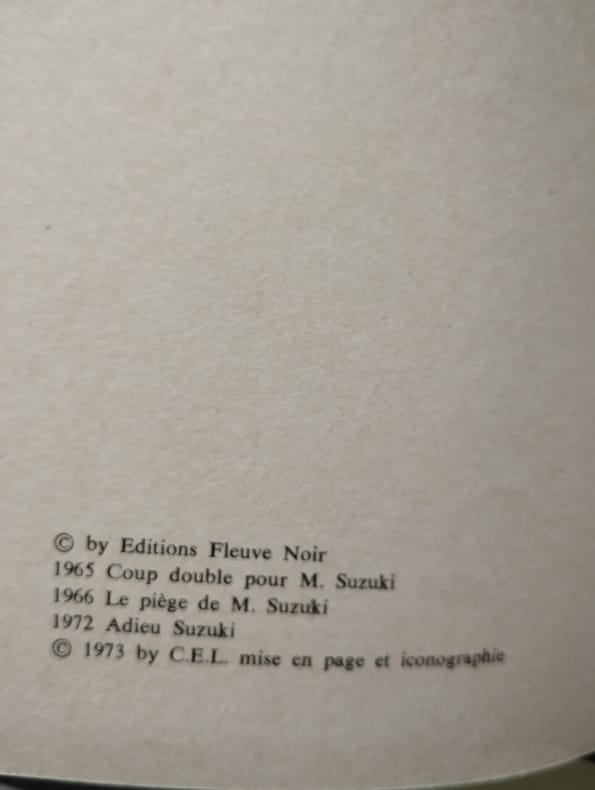 © by Editions Fleuve Noir
1965 Coup double pour M. Suzuki
1966 Le piège de M. Suzuki
1972 Adieu Suzuki
© 1973 by C.E.L. mise en page et iconographie